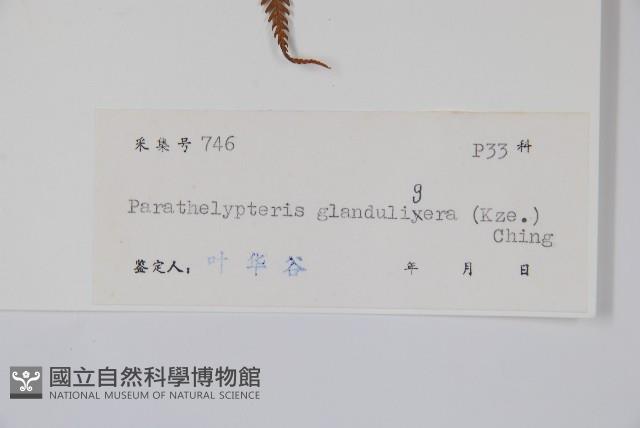 采集号 746 P33 科
g
Parathelypteris glandulixera (Kze.)
Ching
鉴定人: 叶华谷 年 月 日
國立自然科學博物館
NATIONAL MUSEUM OF NATURAL SCIENCE